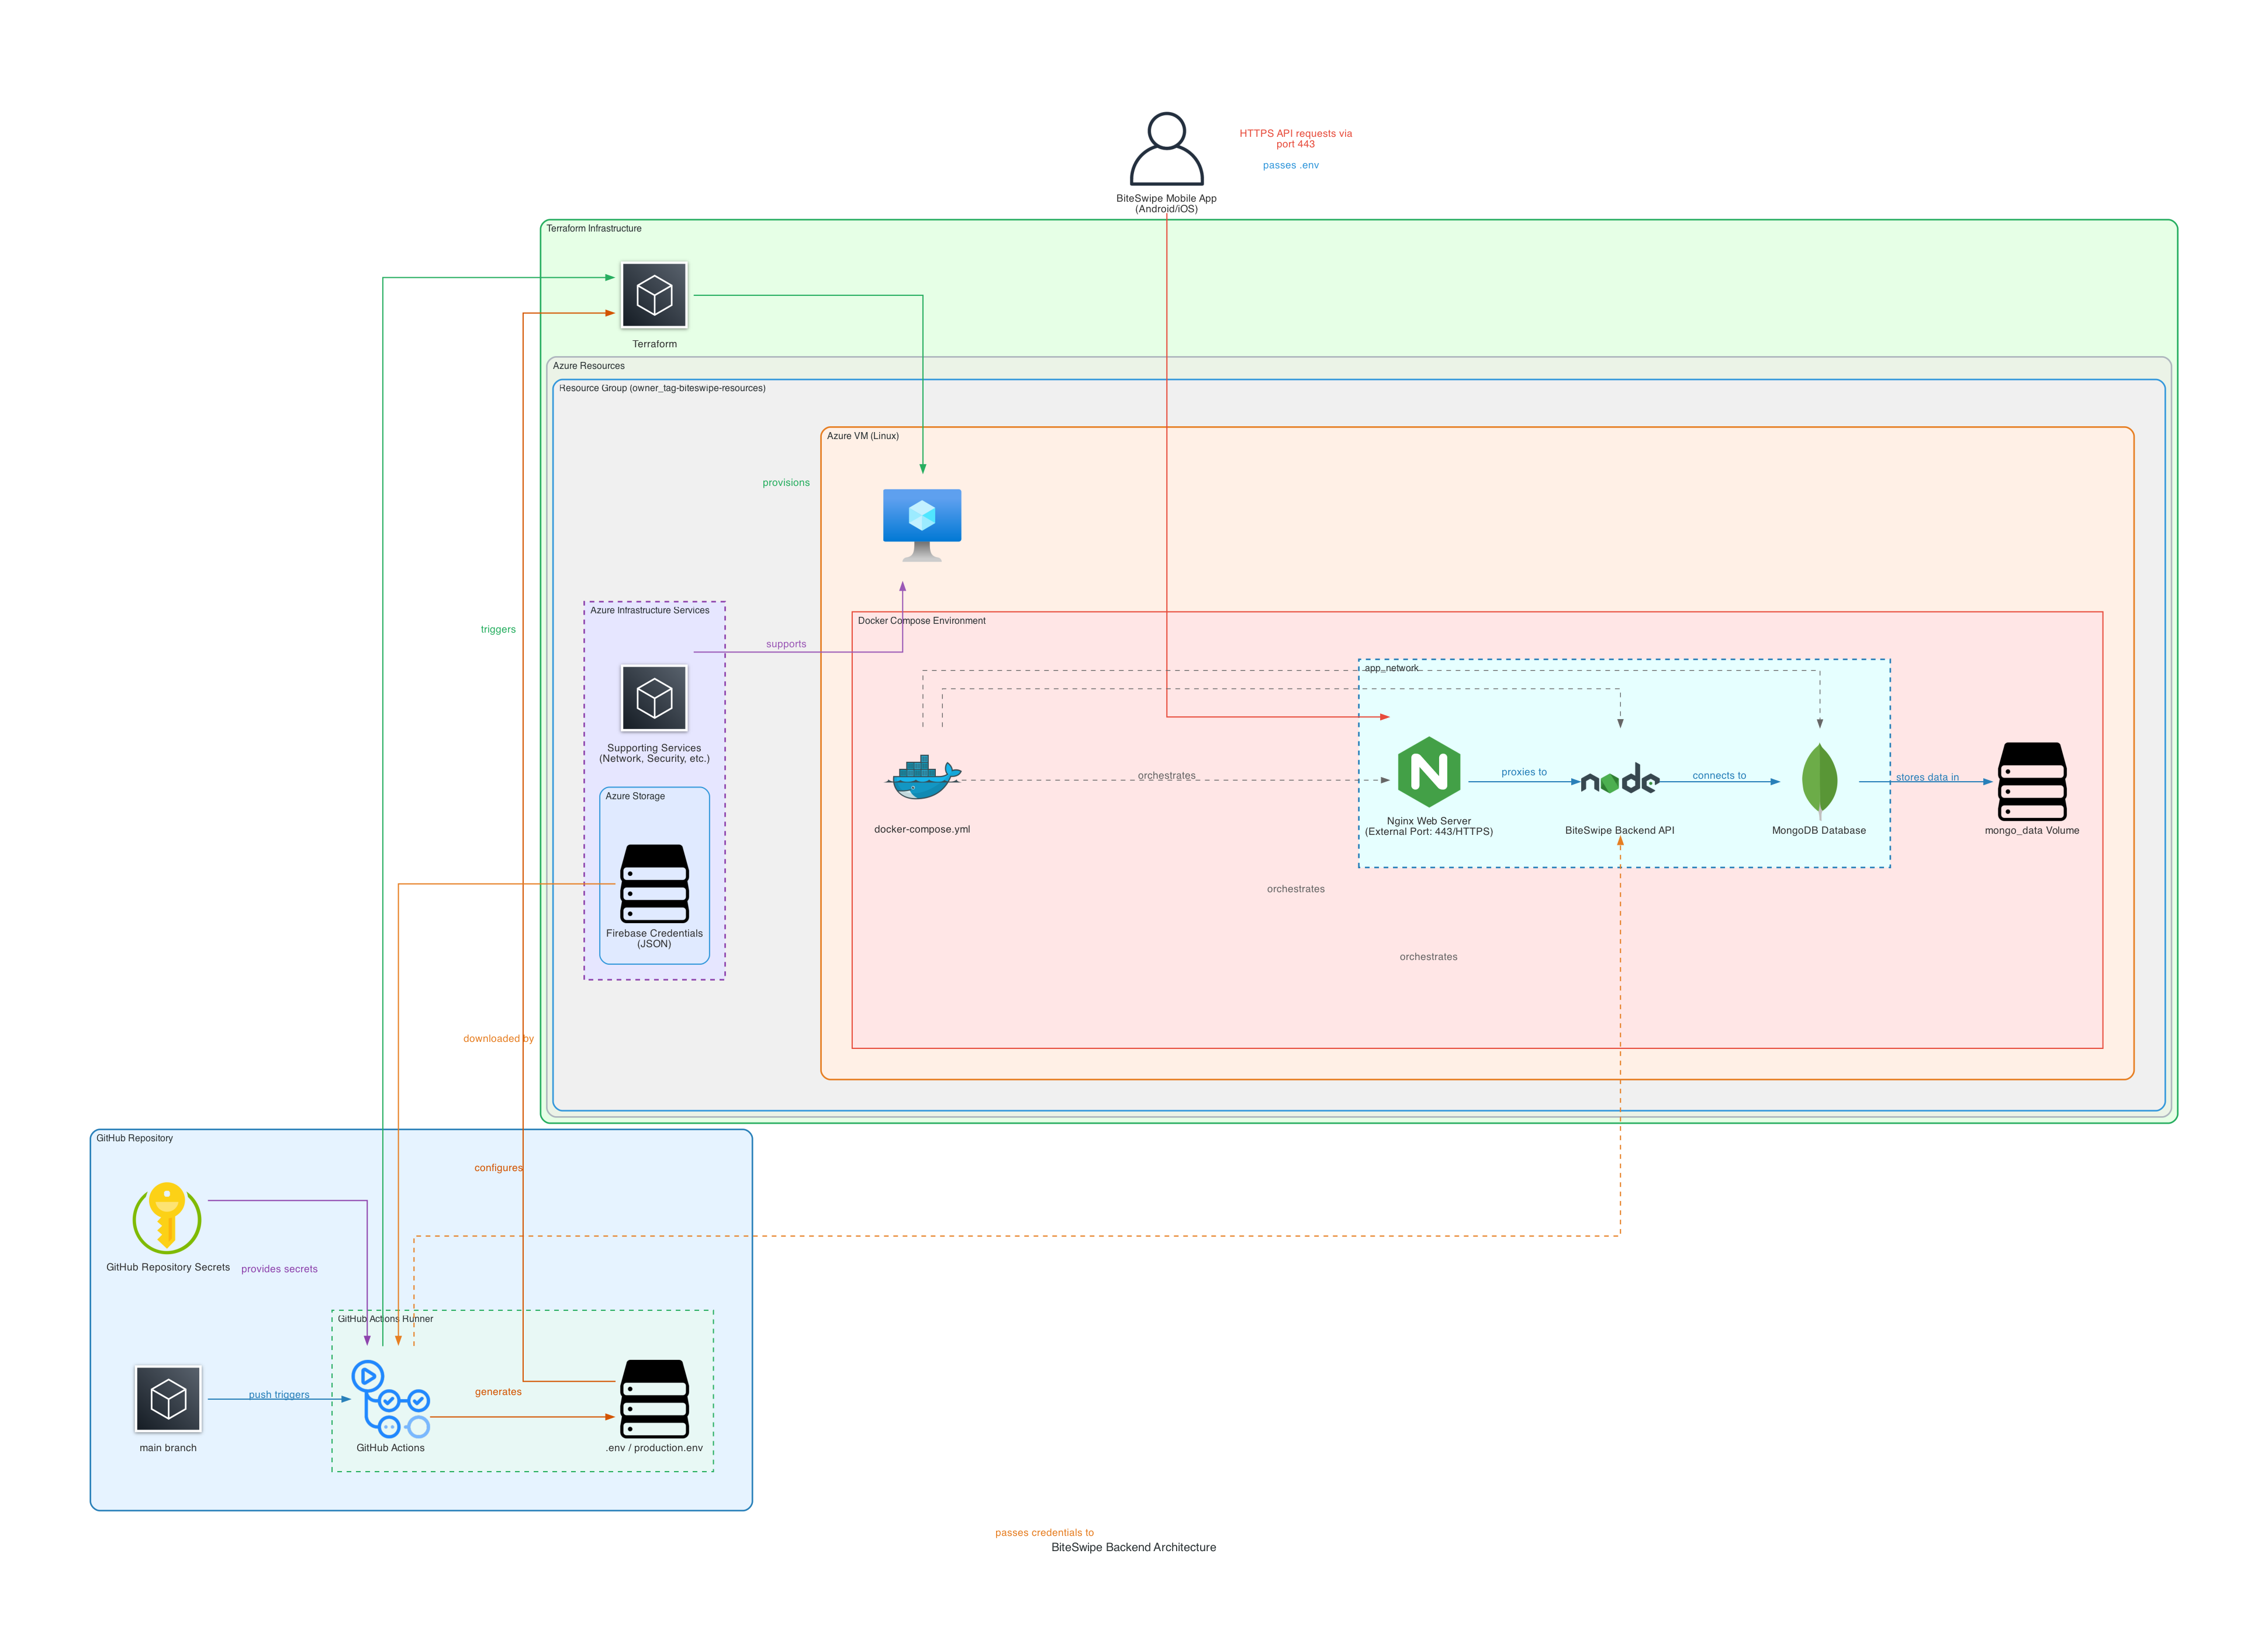 HTTPS API requests via
port 443
passes .env
BiteSwipe Mobile App
(Android/iOS)
Terraform Infrastructure
Terraform
Azure Resources
Resource Group (owner_tag-biteswipe-resources)
Azure VM (Linux)
provisions
Azure Infrastructure Services
Docker Compose Environment
triggers
supports
app_network
Supporting Services
(Network, Security, etc.)
orchestrates
proxies to
node
connects to
stores data in
Azure Storage
docker-compose.yml
Nginx Web Server
(External Port: 443/HTTPS)
BiteSwipe Backend API
MongoDB Database
mongo_data Volume
orchestrates
Firebase Credentials
(JSON)
orchestrates
downloaded by
GitHub Repository
configures
GitHub Repository Secrets
provides secrets
GitHub Actions Runner
push triggers
generates
main branch
GitHub Actions
.env / production.env
passes credentials to
BiteSwipe Backend Architecture